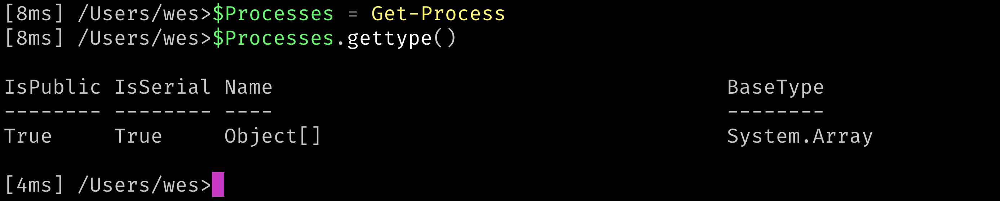 [8ms] /Users/wes>$Processes = Get-Process
[8ms] /Users/wes>$Processes.gettype()
IsPublic IsSerial Name BaseType
-------- -------- ---- --------
True True Object[] System.Array
[4ms] /Users/wes>